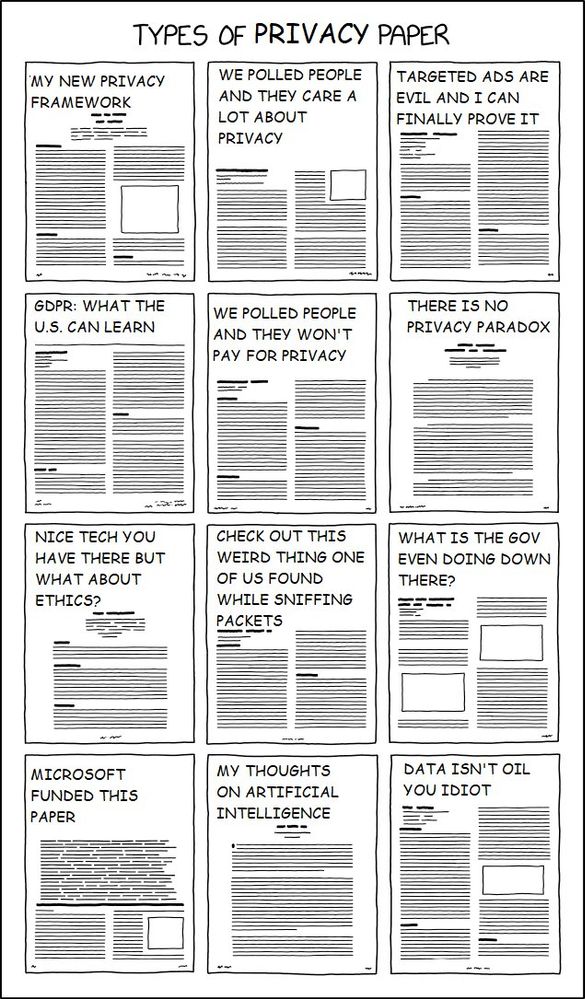 TYPES OF PRIVACY PAPER
MY NEW PRIVACY
FRAMEWORK
WE POLLED PEOPLE
AND THEY CARE A
LOT ABOUT
PRIVACY
TARGETED ADS ARE
EVIL AND I CAN
FINALLY PROVE IT
GDPR: WHAT THE
U.S. CAN LEARN
WE POLLED PEOPLE
AND THEY WON'T
PAY FOR PRIVACY
THERE IS NO
PRIVACY PARADOX
NICE TECH YOU
HAVE THERE BUT
WHAT ABOUT
ETHICS?
CHECK OUT THIS
WEIRD THING ONE
OF US FOUND
WHILE SNIFFING
PACKETS
WHAT IS THE GOV
EVEN DOING DOWN
THERE?
MICROSOFT
FUNDED THIS
PAPER
MY THOUGHTS
ON ARTIFICIAL
INTELLIGENCE
DATA ISN'T OIL
YOU IDIOT